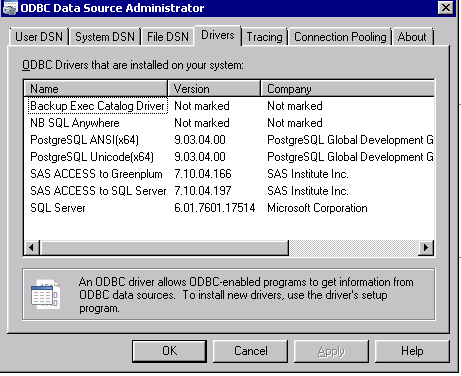 ODBC Data Source Administrator
User DSN System DSN File DSN Drivers Tracing Connection Pooling About
ODBC Drivers that are installed on your system:
Name Version Company
Backup Exec Catalog Driver Not marked Not marked
NB SQL Anywhere Not marked Not marked
PostgreSQL ANSI(x64) 9.03.04.00 PostgreSQL Global Development G
PostgreSQL Unicode(x64) 9.03.04.00 PostgreSQL Global Development G
SAS ACCESS to Greenplum 7.10.04.166 SAS Institute Inc.
SAS ACCESS to SQL Server 7.10.04.197 SAS Institute Inc.
SQL Server 6.01.7601.17514 Microsoft Corporation
An ODBC driver allows ODBC-enabled programs to get information from
ODBC data sources. To install new drivers, use the driver's setup
program.
OK Cancel Apply Help